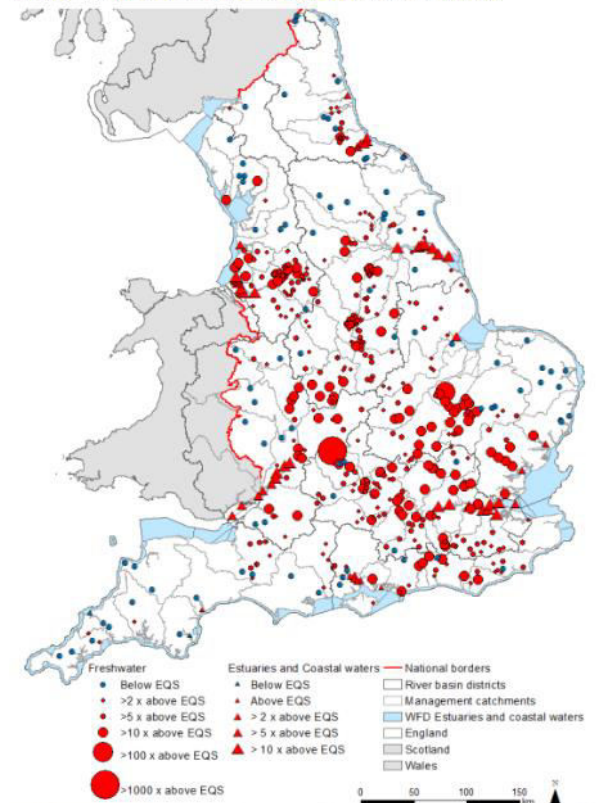 Freshwater
Below EQS
>2 x above EQS
>5 x above EQS
>10 x above EQS
>100 x above EQS
>1000 x above EQS
Estuaries and Coastal waters
Below EQS
Above EQS
> 2 x above EQS
> 5 x above EQS
> 10 x above EQS
National borders
River basin districts
Management catchments
WFD Estuaries and coastal waters
England
Scotland
Wales
0 50 100 150
km